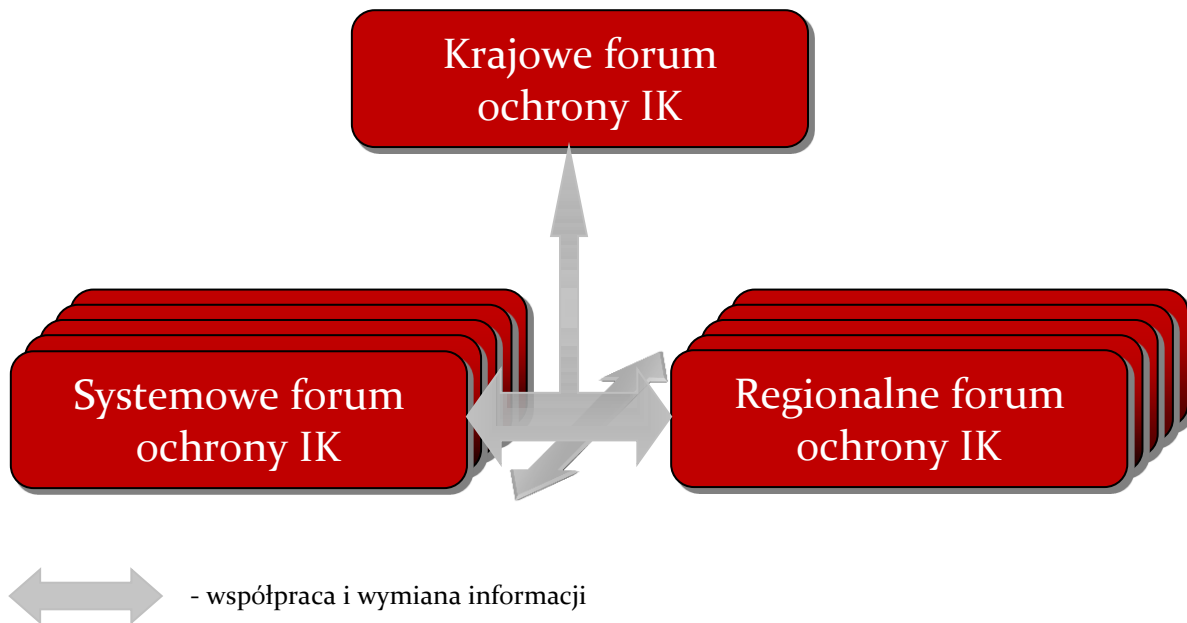 Krajowe forum
ochrony IK
Systemowe forum
ochrony IK
Regionalne forum
ochrony IK
- współpraca i wymiana informacji